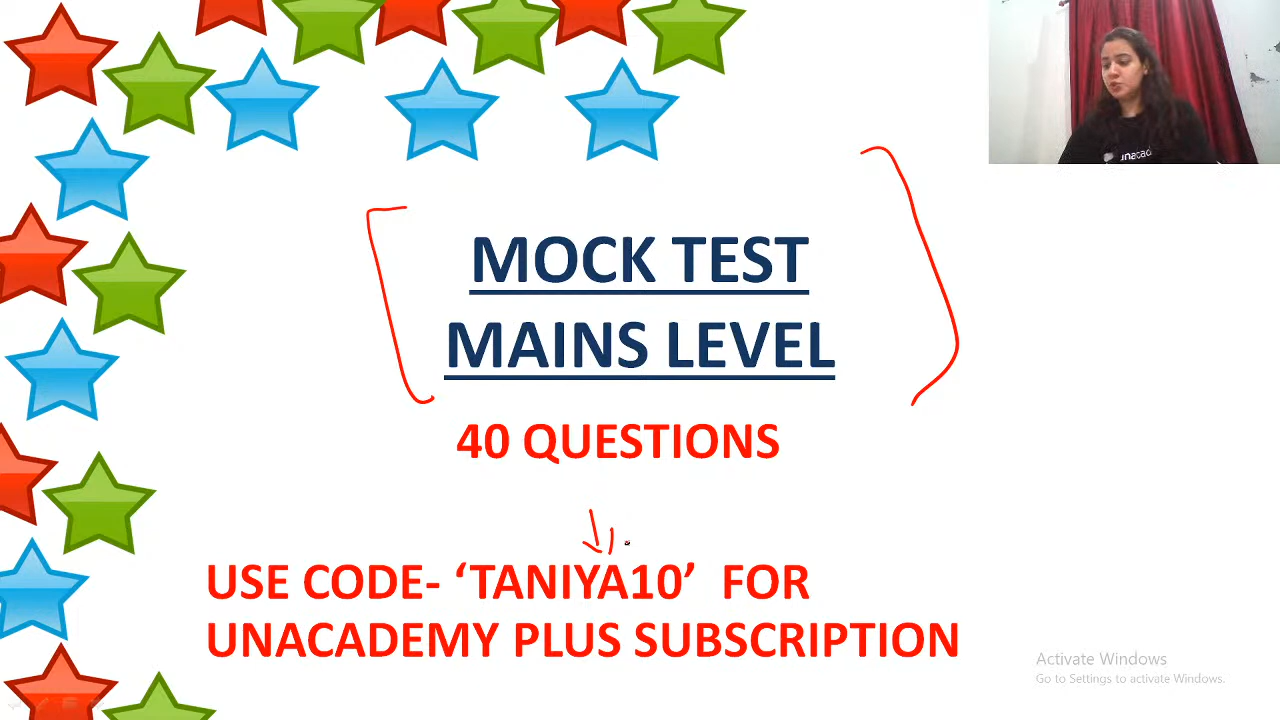 unacad
MOCK TEST
MAINS LEVEL
40 QUESTIONS
USE CODE- ‘TANIYA10’ FOR
UNACADEMY PLUS SUBSCRIPTION
Activate Windows
Go to Settings to activate Windows.